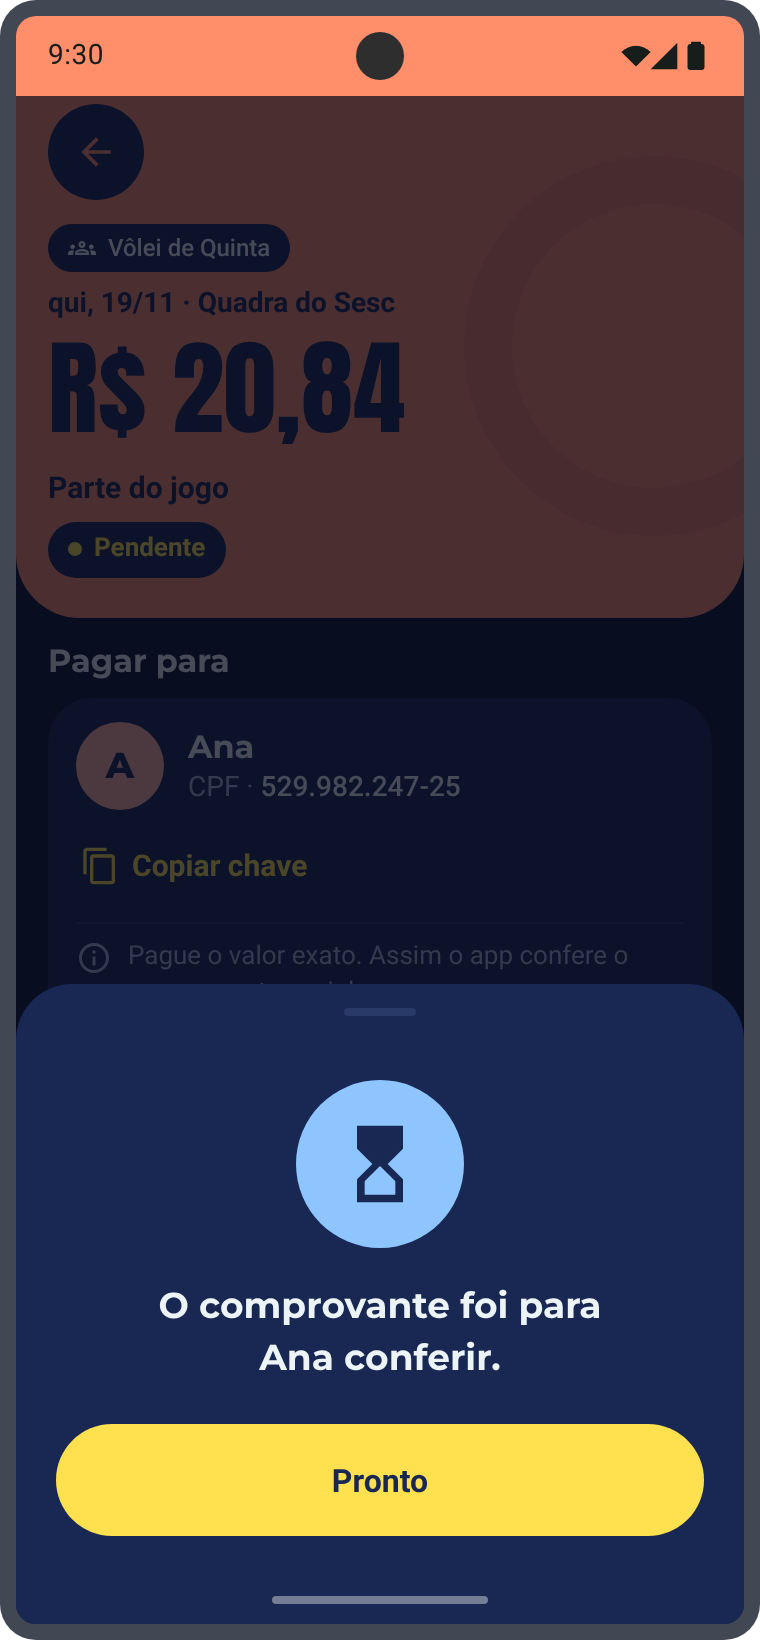 9:30
Vôlei de Quinta
qui, 19/11 · Quadra do Sesc
R$ 20,84
Parte do jogo
Pendente
Pagar para
A
Ana
CPF · 529.982.247-25
Copiar chave
Pague o valor exato. Assim o app confere o
O comprovante foi para
Ana conferir.
Pronto